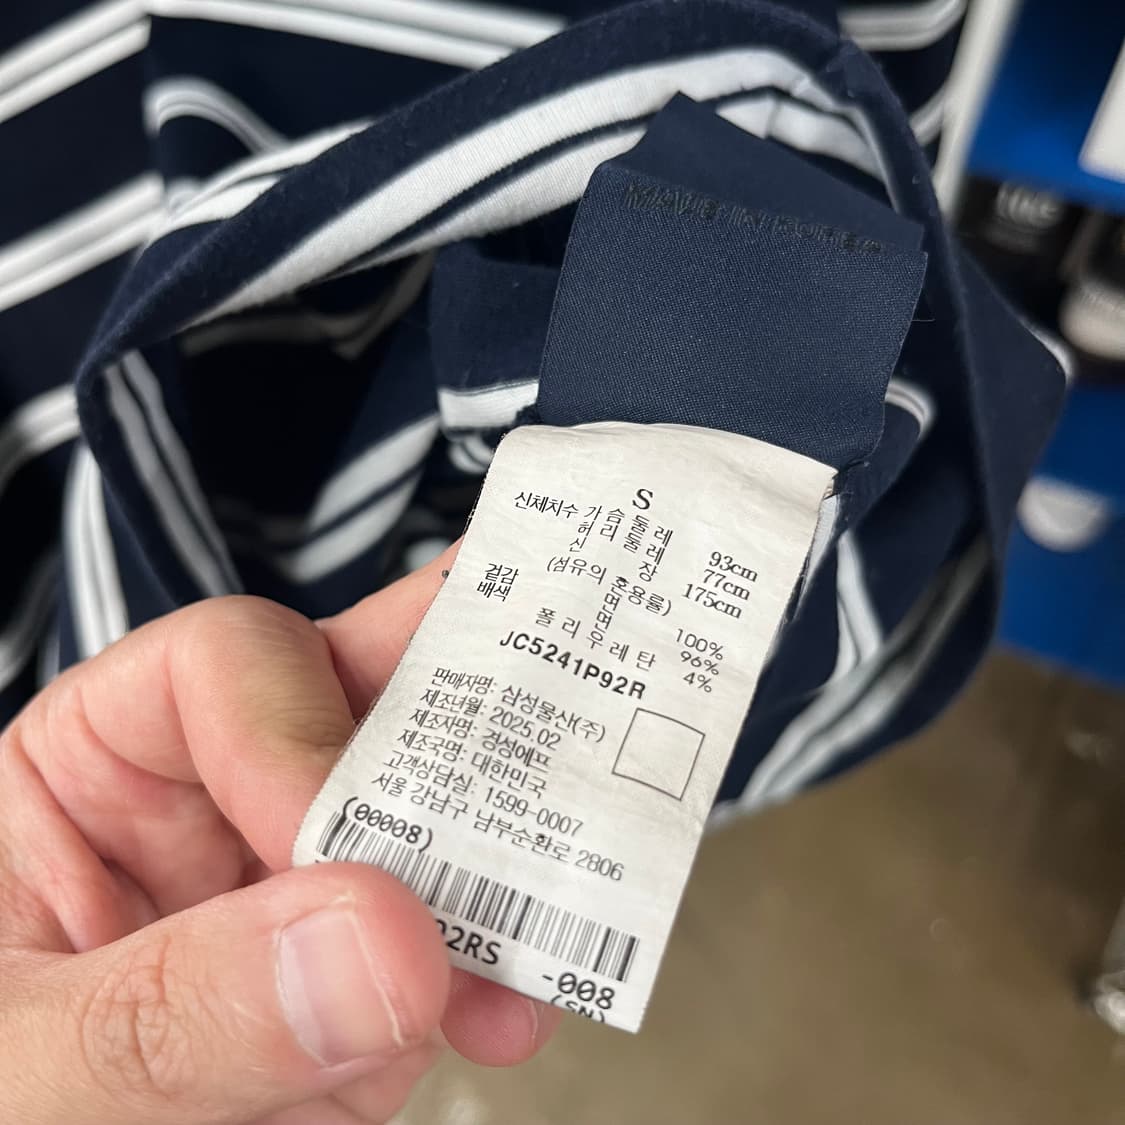 MADE IN KOREA
S
신체치수 가슴둘레 93cm
허리둘레 77cm
신장 175cm
(섬유의 혼용률)
겉감 면 100%
배색 면 96%
폴리우레탄 4%
JC5241P92R
판매자명: 삼성물산(주)
제조년월: 2025.02
제조자명: 경성에프
제조국명: 대한민국
고객상담실: 1599-0007
서울 강남구 남부순환로 2806
(00008)
92RS -008
(SN)